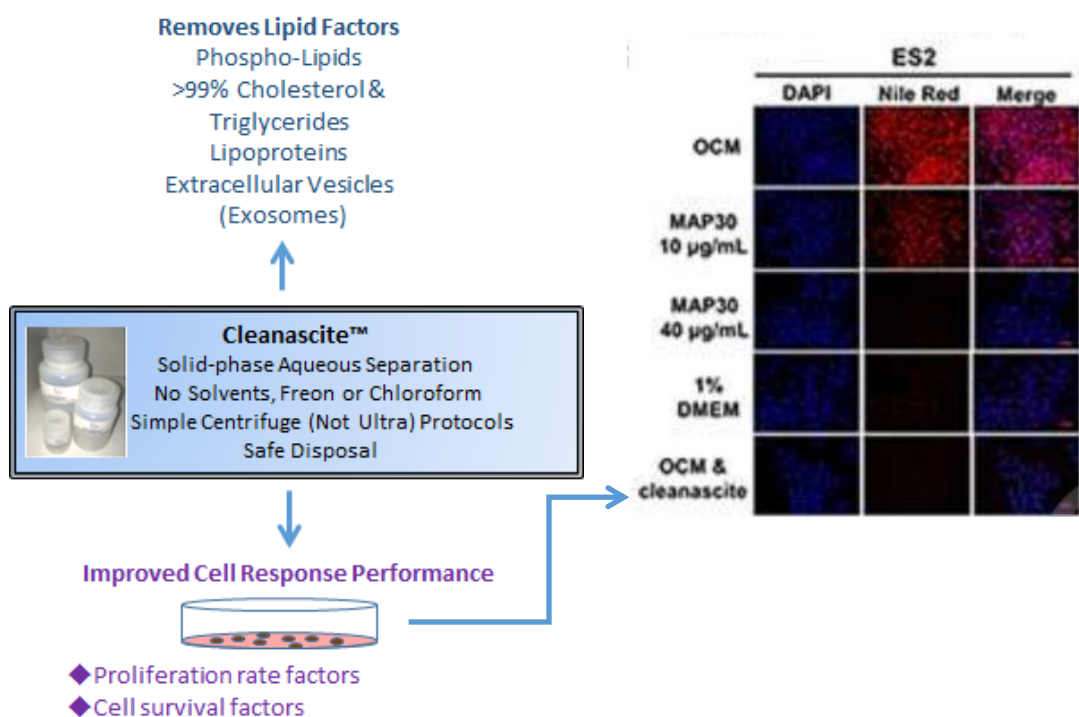 Removes Lipid Factors
Phospho-Lipids
>99% Cholesterol &
Triglycerides
Lipoproteins
Extracellular Vesicles
(Exosomes)
Cleanascite™
Solid-phase Aqueous Separation
No Solvents, Freon or Chloroform
Simple Centrifuge (Not Ultra) Protocols
Safe Disposal
Improved Cell Response Performance
◆Proliferation rate factors
◆Cell survival factors
ES2
DAPI Nile Red Merge
OCM
MAP30
10 µg/mL
MAP30
40 µg/mL
1%
DMEM
OCM &
cleanascite